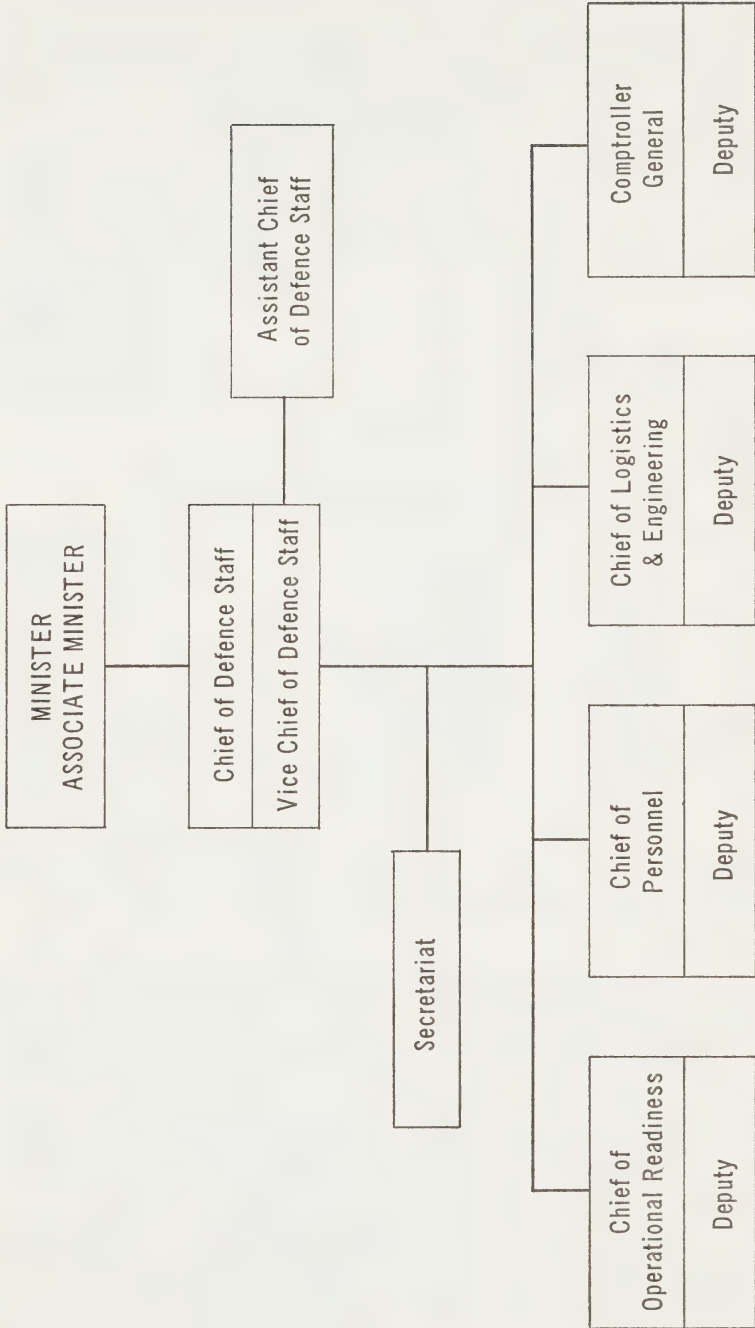 MINISTER
ASSOCIATE MINISTER
Chief of Defence Staff
Vice Chief of Defence Staff
Assistant Chief
of Defence Staff
Secretariat
Chief of
Operational Readiness
Deputy
Chief of
Personnel
Deputy
Chief of Logistics
& Engineering
Deputy
Comptroller
General
Deputy